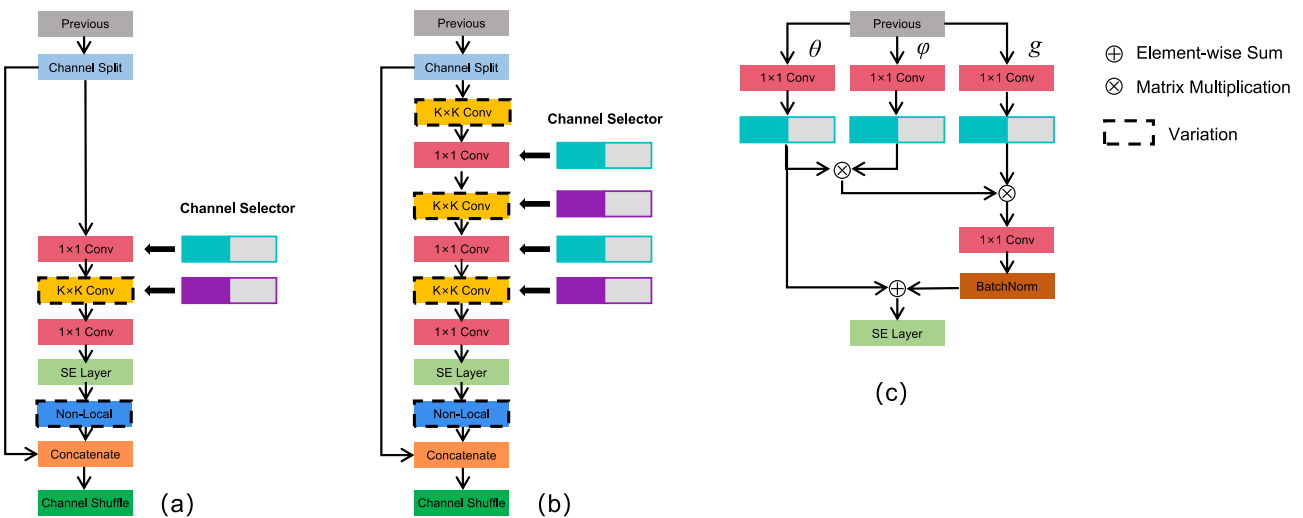 Previous
Channel Split
Channel Selector
1×1 Conv
K×K Conv
1×1 Conv
SE Layer
Non-Local
Concatenate
Channel Shuffle
(a)
Previous
Channel Split
K×K Conv
Channel Selector
1×1 Conv
K×K Conv
1×1 Conv
K×K Conv
1×1 Conv
SE Layer
Non-Local
Concatenate
Channel Shuffle
(b)
Previous
θ φ g
1×1 Conv 1×1 Conv 1×1 Conv
1×1 Conv
BatchNorm
SE Layer
(c)
Element-wise Sum
Matrix Multiplication
Variation